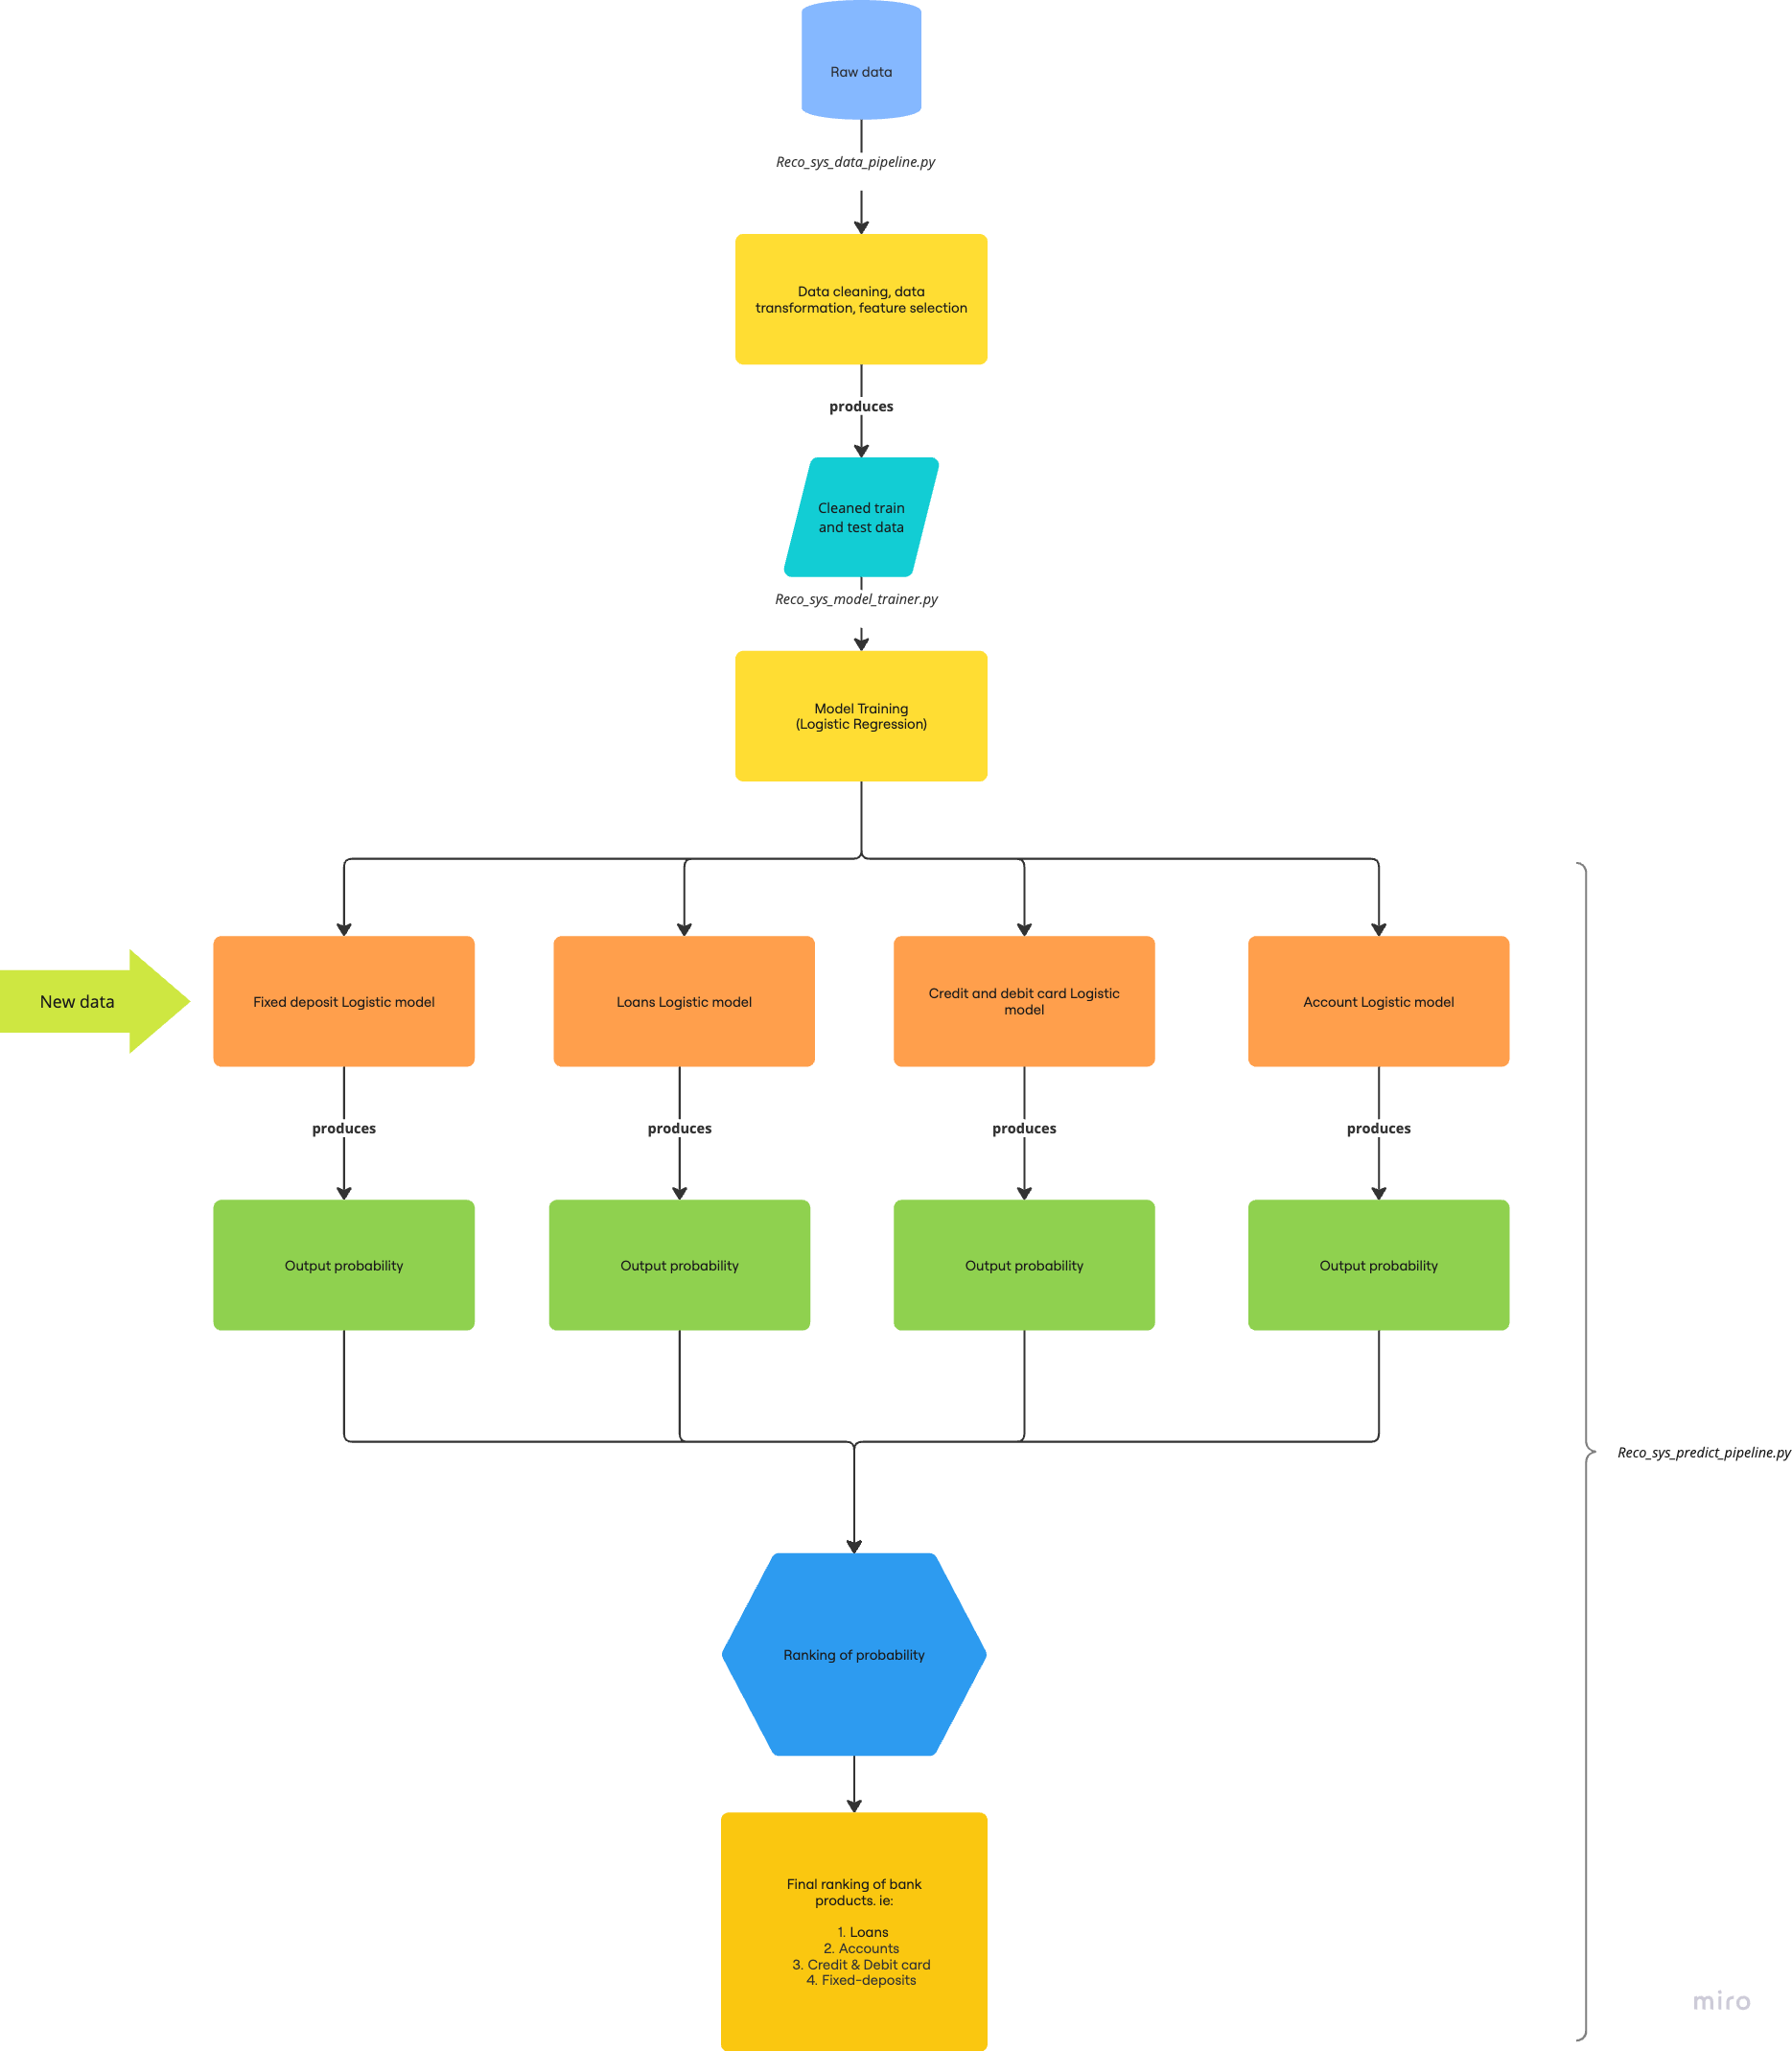 Raw data
Reco_sys_data_pipeline.py
Data cleaning, data
transformation, feature selection
produces
Cleaned train
and test data
Reco_sys_model_trainer.py
Model Training
(Logistic Regression)
New data
Fixed deposit Logistic model
Loans Logistic model
Credit and debit card Logistic
model
Account Logistic model
produces
produces
produces
produces
Output probability
Output probability
Output probability
Output probability
Reco_sys_predict_pipeline.py
Ranking of probability
Final ranking of bank
products. ie:
1. Loans
2. Accounts
3. Credit & Debit card
4. Fixed-deposits
miro